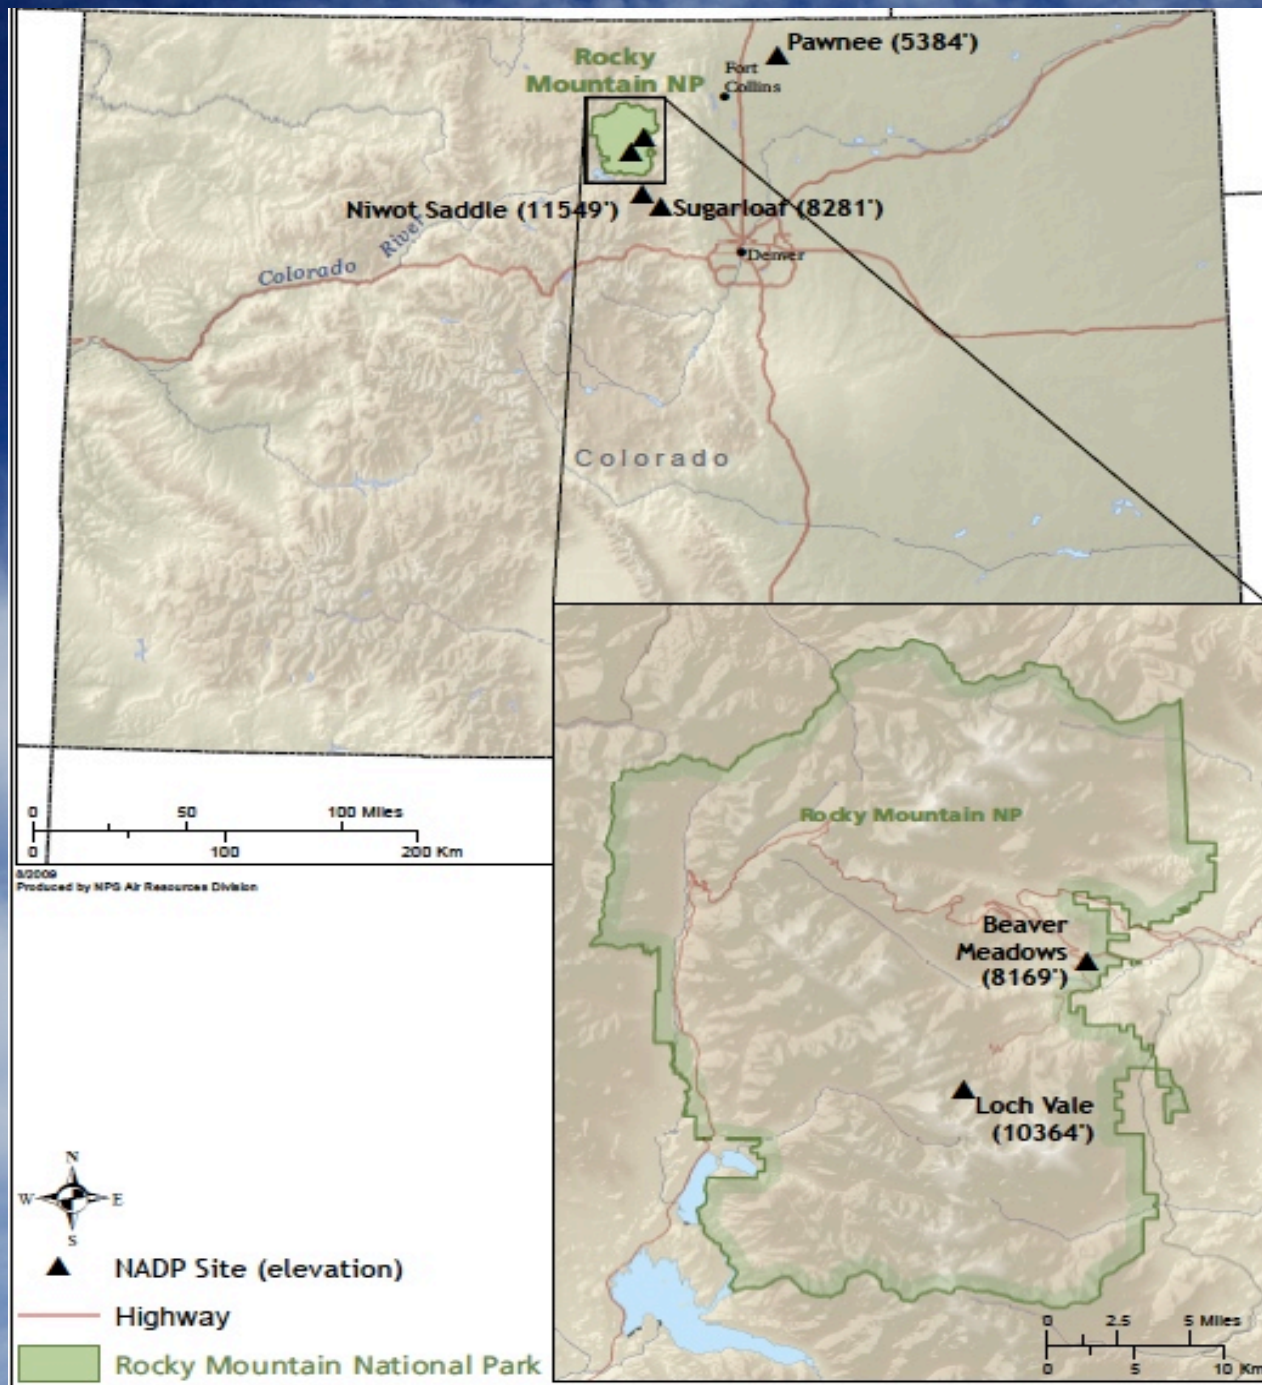 Pawnee (5384')
Rocky
Mountain NP
Fort
Collins
Niwot Saddle (11549')
Sugarloaf (8281')
Colorado River
Denver
Colorado
0 50 100 Miles
0 100 200 Km
6/2009
Produced by NPS Air Resources Division
Rocky Mountain NP
Beaver
Meadows
(8169')
Loch Vale
(10364')
N
W E
S
NADP Site (elevation)
Highway
Rocky Mountain National Park
0 2.5 5 Miles
0 5 10 Km